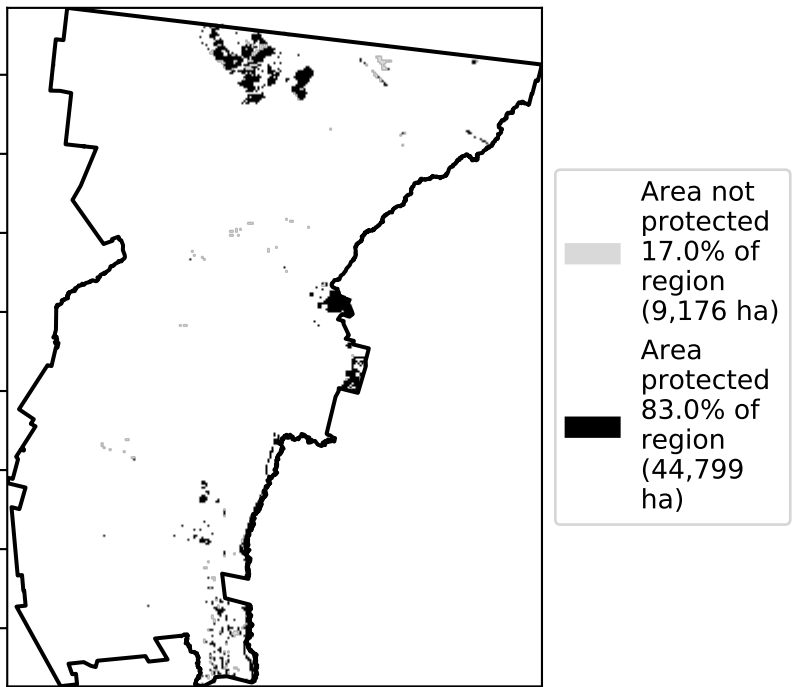 Area not
protected
17.0% of
region
(9,176 ha)
Area
protected
83.0% of
region
(44,799
ha)